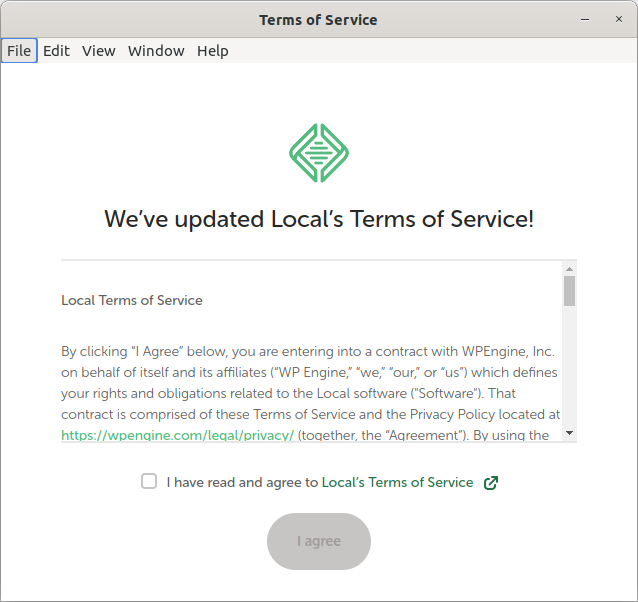 Terms of Service
File Edit View Window Help
We’ve updated Local’s Terms of Service!
Local Terms of Service
By clicking “I Agree” below, you are entering into a contract with WPEngine, Inc.
on behalf of itself and its affiliates (“WP Engine,” “we,” “our,” or “us”) which defines
your rights and obligations related to the Local software ("Software"). That
contract is comprised of these Terms of Service and the Privacy Policy located at
https://wpengine.com/legal/privacy/ (together, the “Agreement”). By using the
I have read and agree to Local’s Terms of Service
I agree